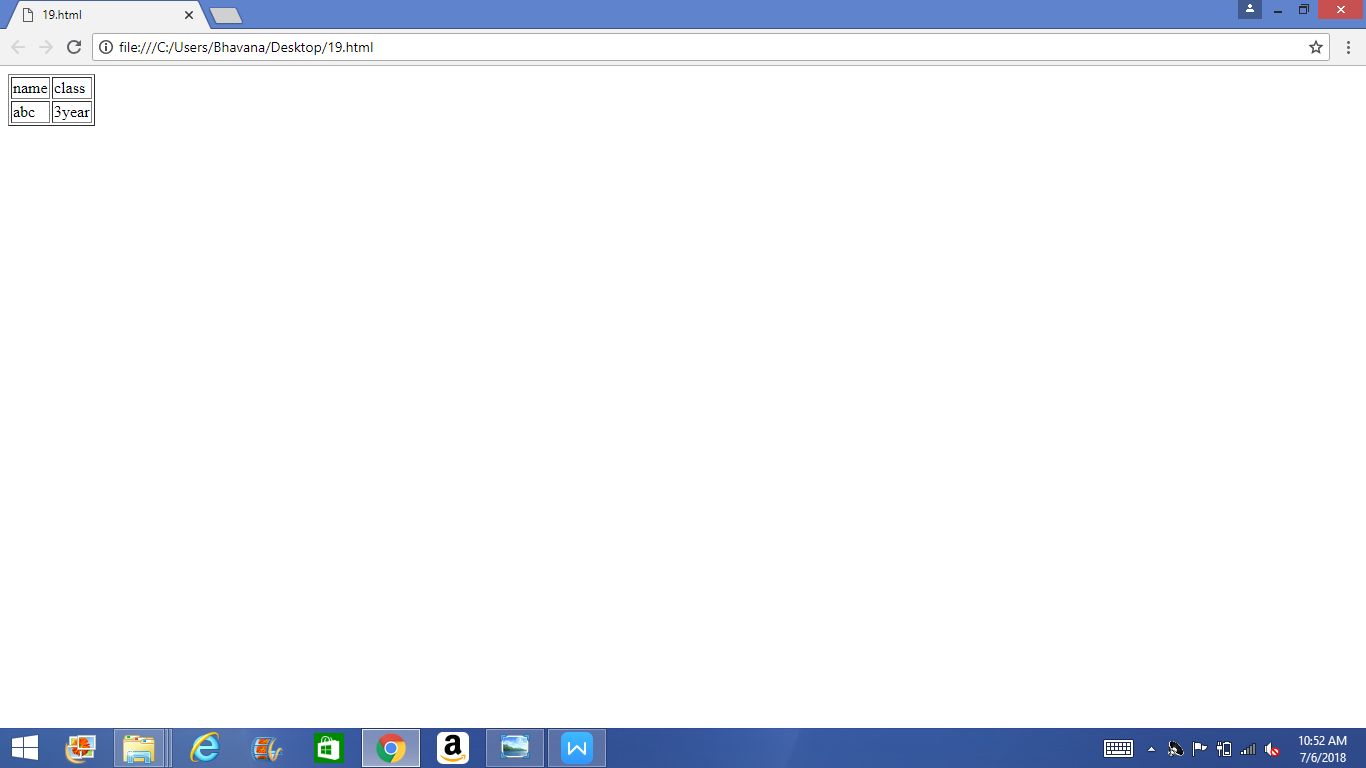 19.html
file:///C:/Users/Bhavana/Desktop/19.html
name class
abc 3year
10:52 AM
7/6/2018